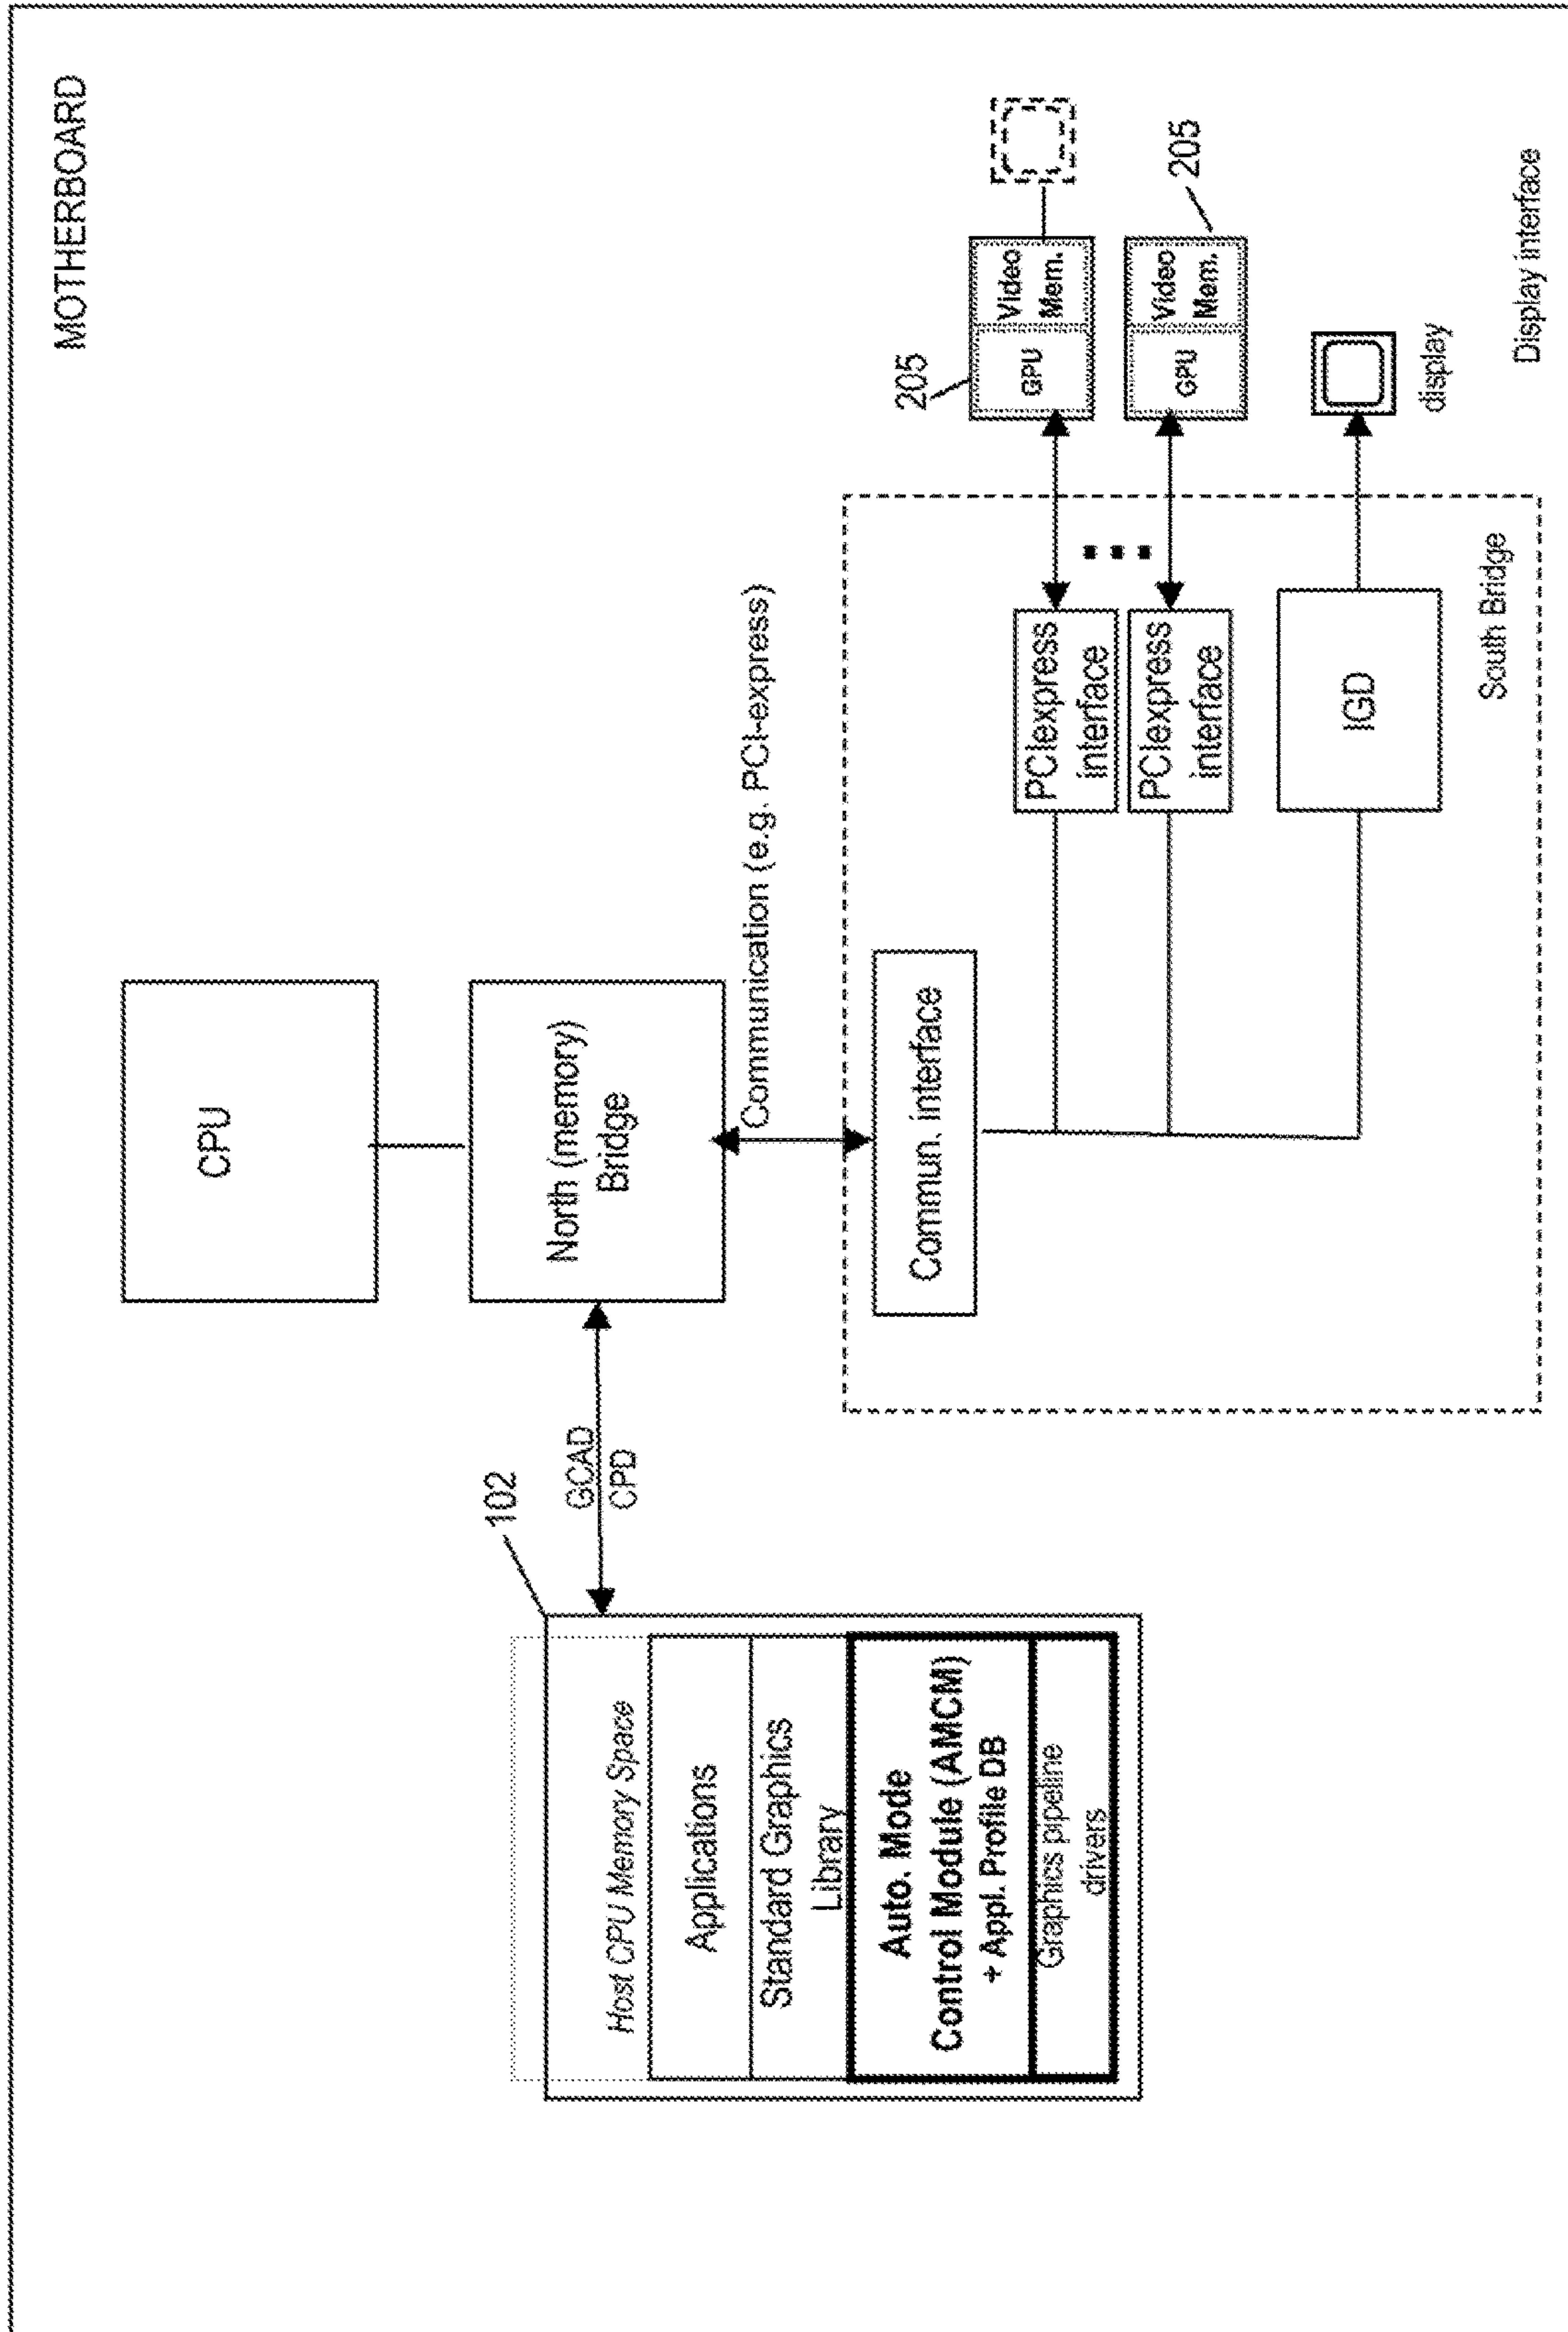 MOTHERBOARD
CPU
North (memory)
Bridge
GCAD
CPD
102
Host CPU Memory Space
Applications
Standard Graphics
Library
Auto. Mode
Control Module (AMCM)
+ Appl. Profile DB
Graphics pipeline
drivers
Communication (e.g. PCI-express)
Commun. interface
PCIexpress
interface
PCIexpress
interface
IGD
South Bridge
205
GPU
Video
Mem.
GPU
Video
Mem.
205
display
Display interface